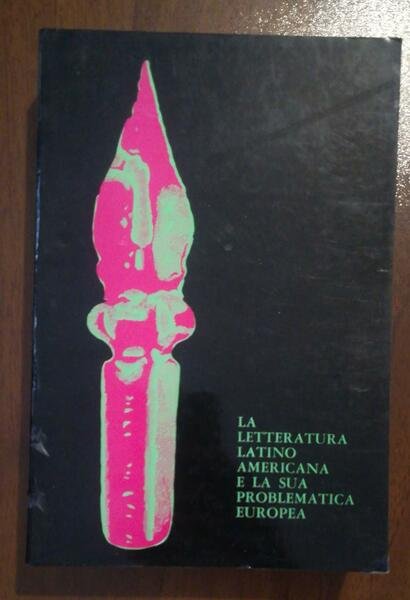 LA
LETTERATURA
LATINO
AMERICANA
E LA SUA
PROBLEMATICA
EUROPEA